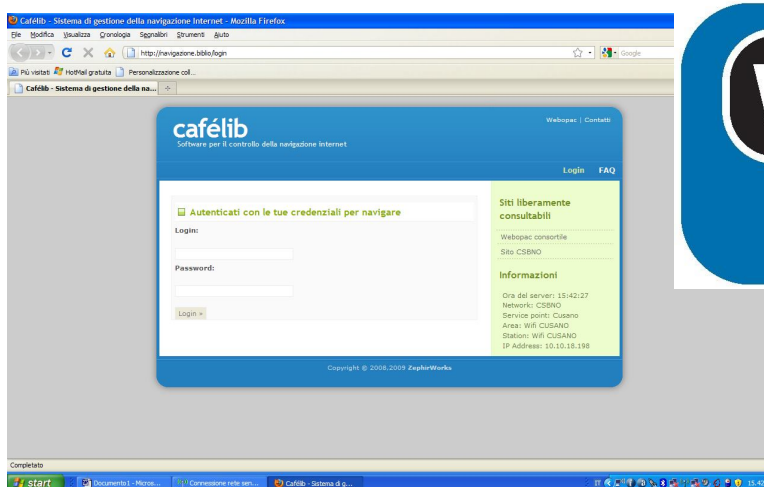 Cafélib - Sistema di gestione della navigazione Internet - Mozilla Firefox
File Modifica Visualizza Cronologia Segnalibri Strumenti Aiuto
http://navigazione.biblio/login
Google
Più visitati HotMail gratuita Personalizzazione coll...
Cafélib - Sistema di gestione della na...
Webopac | Contatti
cafélib
Software per il controllo della navigazione internet
Login FAQ
Autenticati con le tue credenziali per navigare
Login:
Password:
Login »
Siti liberamente
consultabili
Webopac consortile
Sito CSBNO
Informazioni
Ora del server: 15:42:27
Network: CSBNO
Service point: Cusano
Area: Wifi CUSANO
Station: Wifi CUSANO
IP Address: 10.10.18.198
Copyright © 2008,2009 ZephirWorks
Completato
start Documento1 - Micros... Connessione rete sen... Cafélib - Sistema di g... IT 15.42